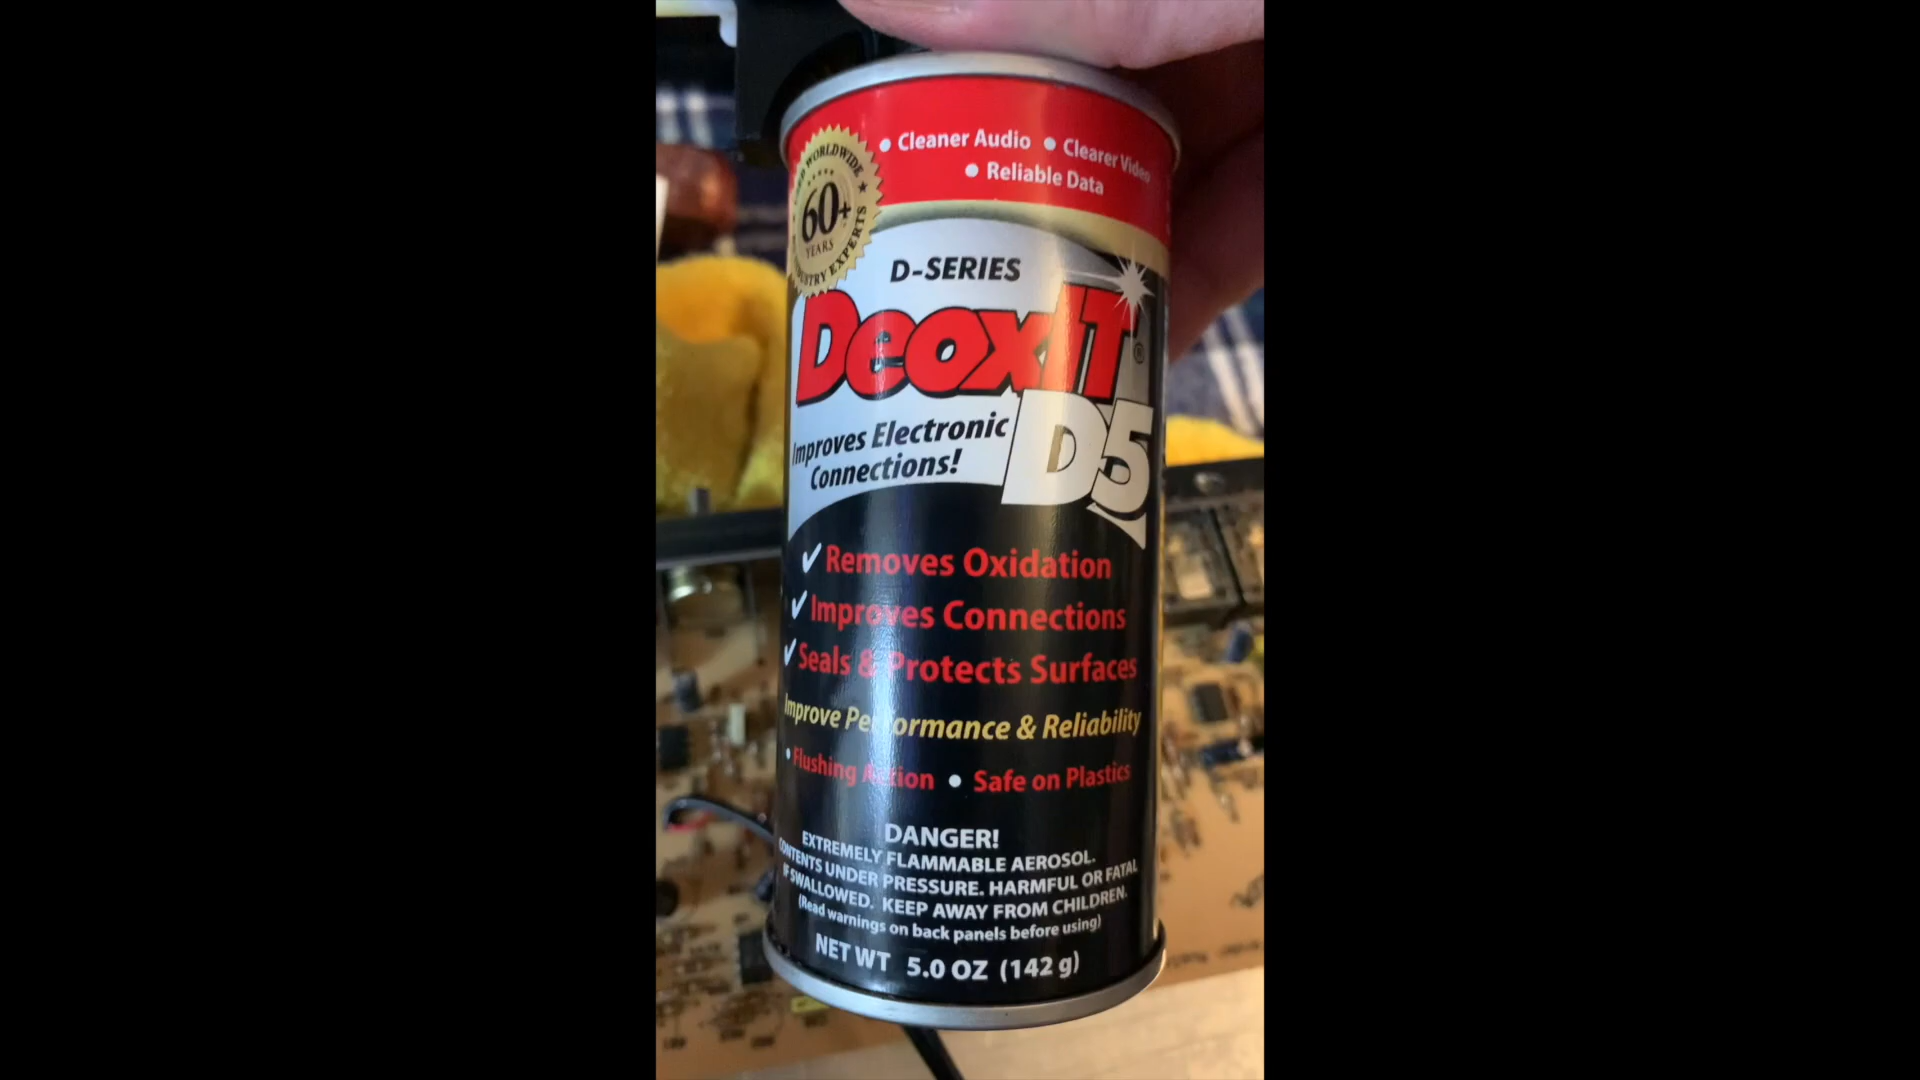 • Cleaner Audio • Clearer Video
• Reliable Data
WORLDWIDE
60+
YEARS
INDUSTRY EXPERTS
D-SERIES
DeoxIT®
D5
Improves Electronic
Connections!
✓ Removes Oxidation
✓ Improves Connections
✓ Seals & Protects Surfaces
Improve Performance & Reliability
• Flushing Action • Safe on Plastics
DANGER!
EXTREMELY FLAMMABLE AEROSOL.
CONTENTS UNDER PRESSURE. HARMFUL OR FATAL
IF SWALLOWED. KEEP AWAY FROM CHILDREN.
(Read warnings on back panels before using)
NET WT 5.0 OZ (142 g)